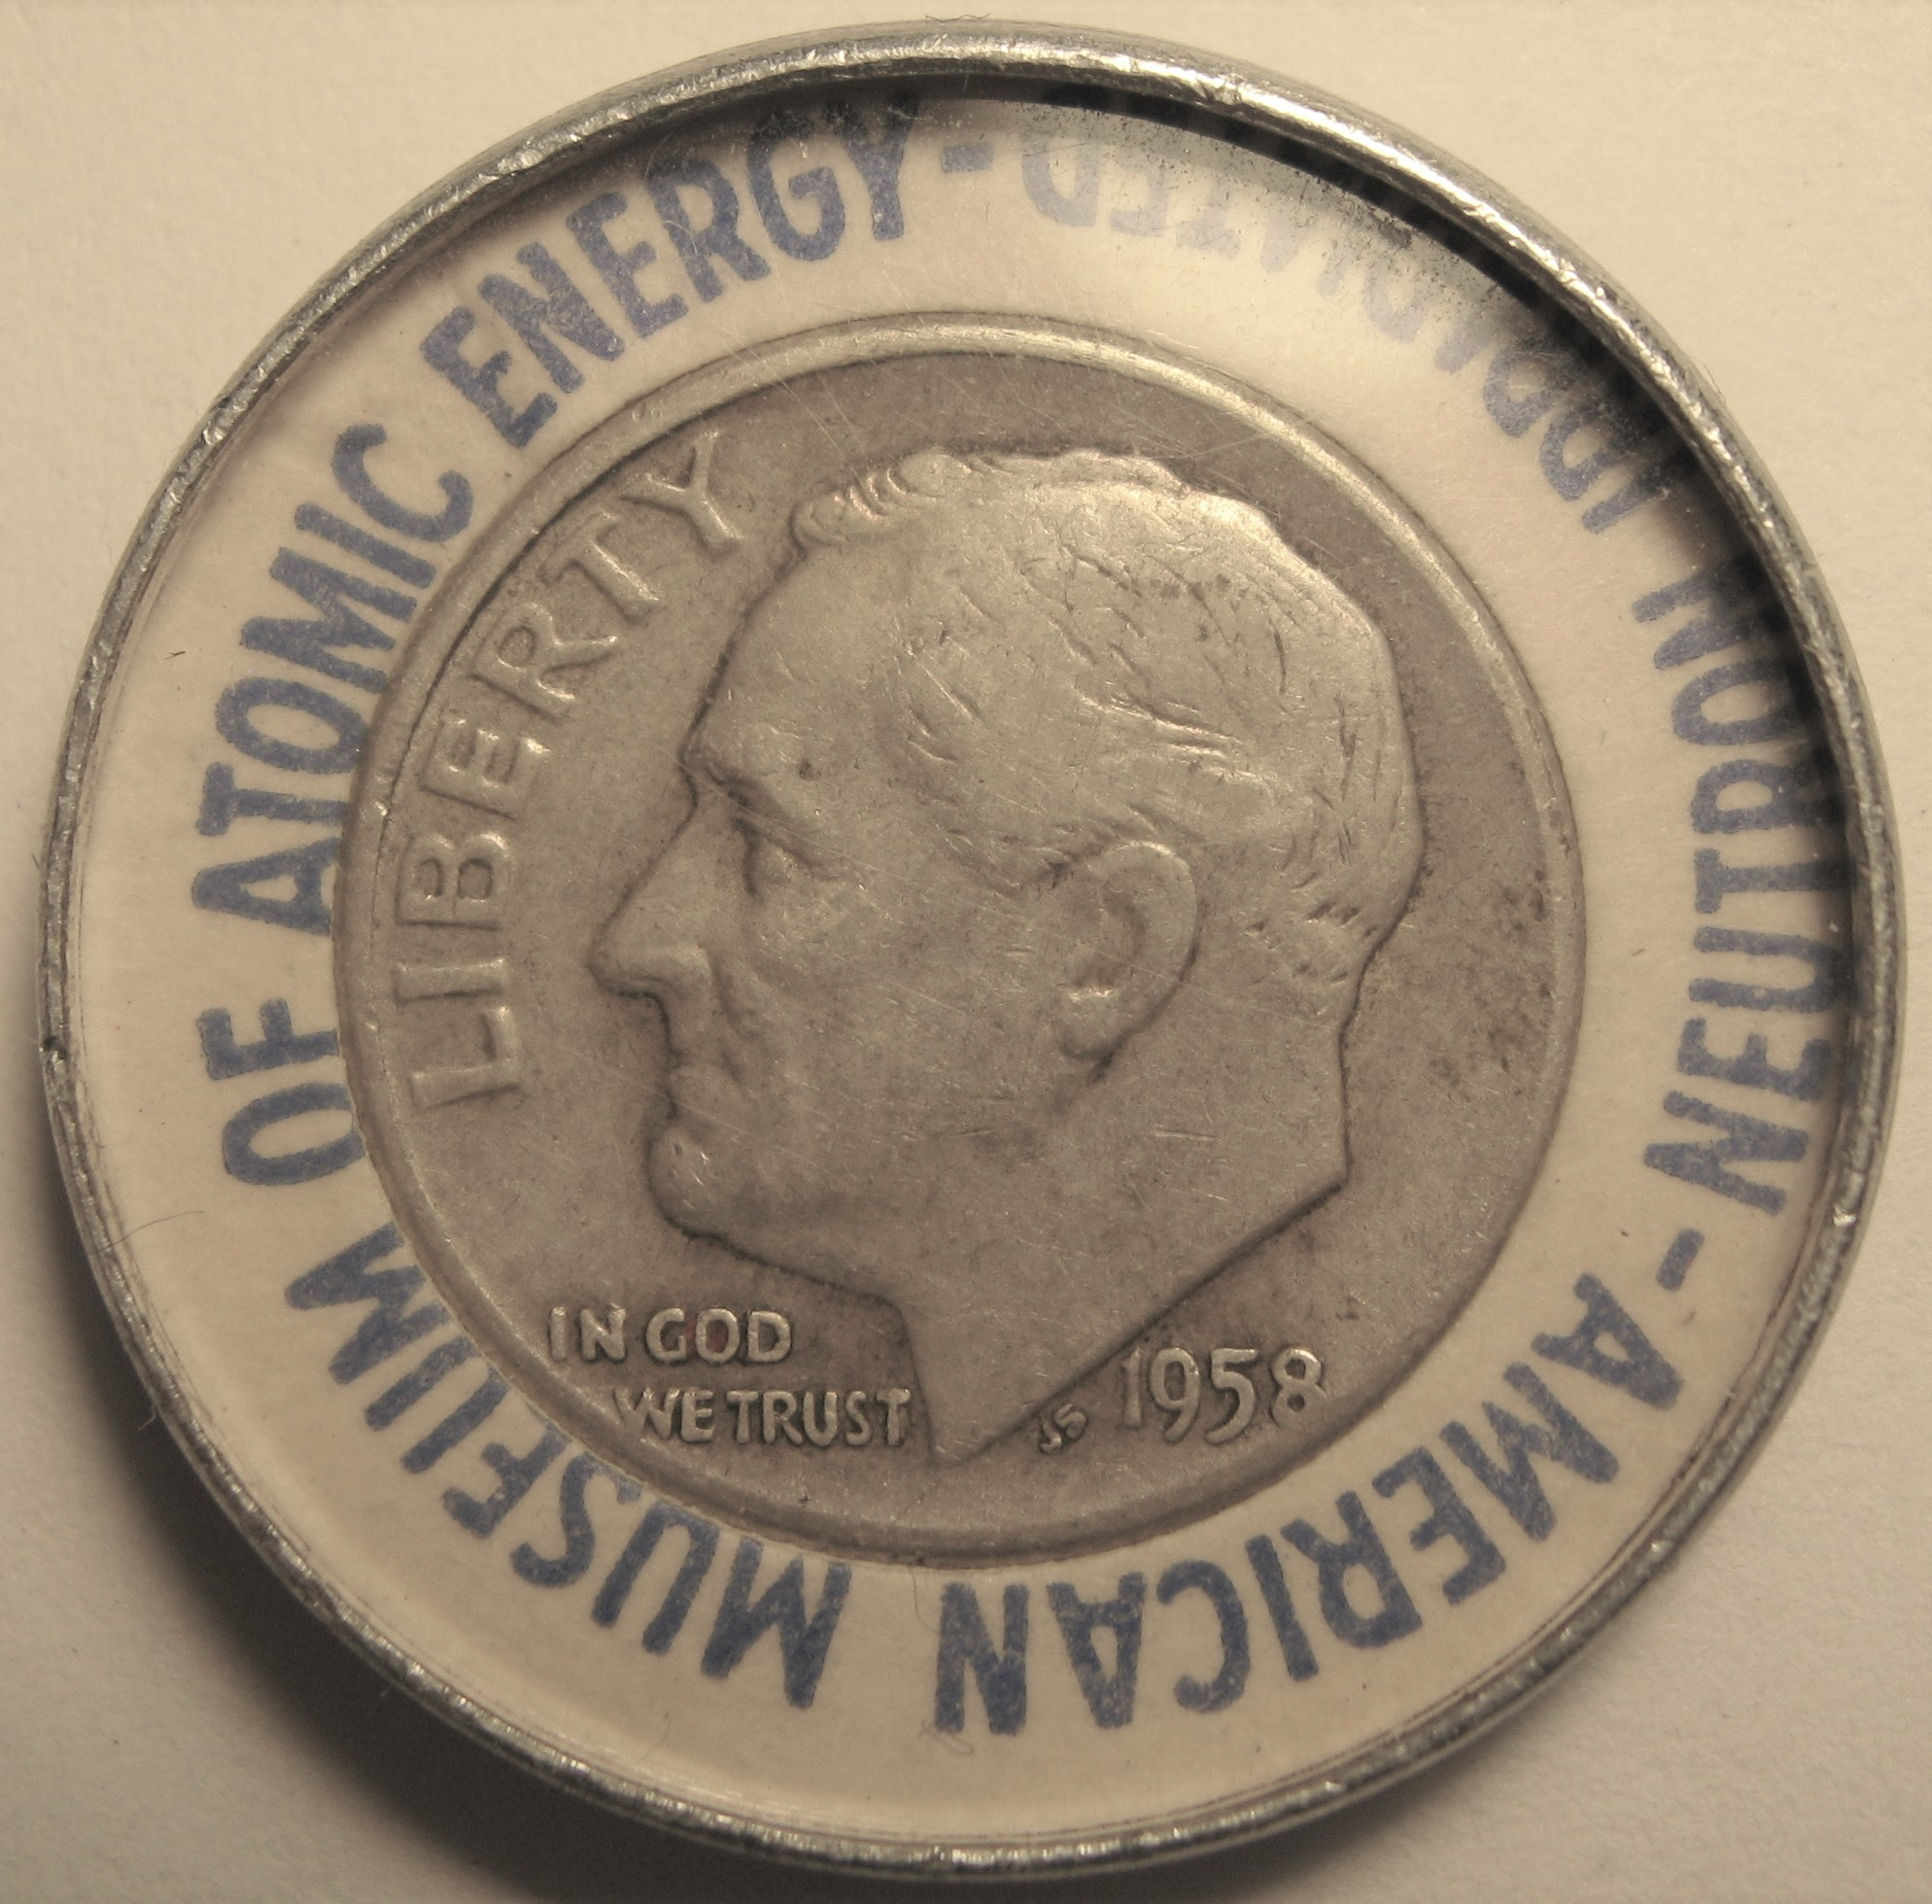 AMERICAN MUSEUM OF ATOMIC ENERGY-
NEUTRON IRRADIATED-
LIBERTY
IN GOD
WE TRUST
JS 1958